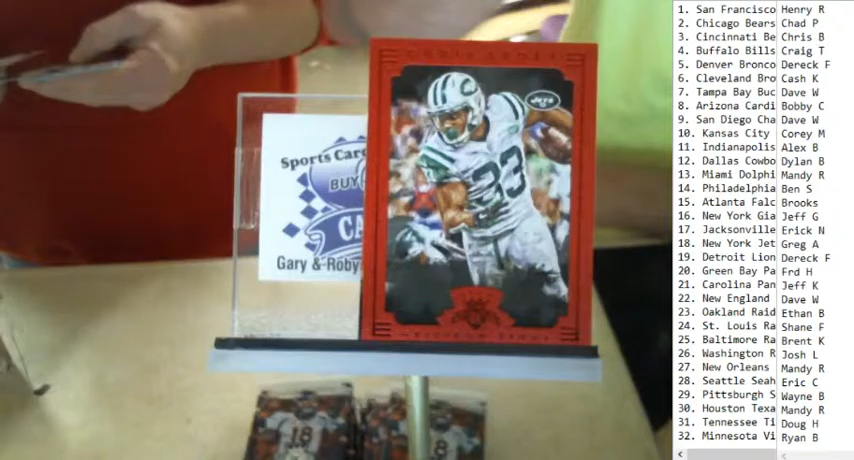 Sports Car
BUY
CA
Gary & Roby
JETS
33
18
8
1. San Francisco Henry R
2. Chicago Bears Chad P
3. Cincinnati Be Chris B
4. Buffalo Bills Craig T
5. Denver Bronco Dereck F
6. Cleveland Bro Cash K
7. Tampa Bay Buc Dave W
8. Arizona Cardi Bobby C
9. San Diego Cha Dave W
10. Kansas City Corey M
11. Indianapolis Alex B
12. Dallas Cowbo Dylan B
13. Miami Dolphi Mandy R
14. Philadelphia Ben S
15. Atlanta Falc Brooks
16. New York Gia Jeff G
17. Jacksonville Erick N
18. New York Jet Greg A
19. Detroit Lion Dereck F
20. Green Bay Pa Frd H
21. Carolina Pan Jeff K
22. New England Dave W
23. Oakland Raid Ethan B
24. St. Louis Ra Shane F
25. Baltimore Ra Brent K
26. Washington R Josh L
27. New Orleans Mandy R
28. Seattle Seah Eric C
29. Pittsburgh S Wayne B
30. Houston Texa Mandy R
31. Tennessee Ti Doug H
32. Minnesota Vi Ryan B